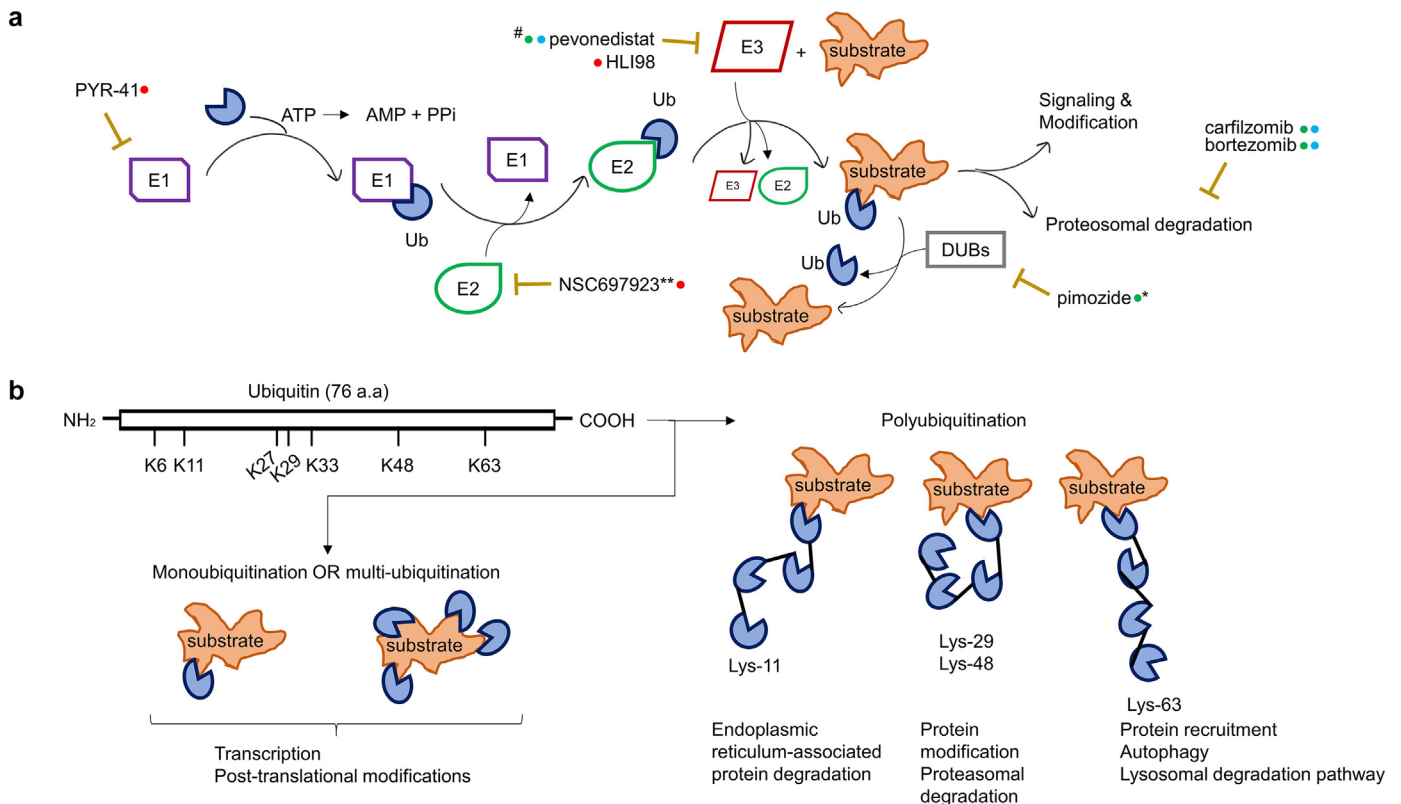 a
# pevonedistat
HLI98
E3
+
substrate
PYR-41
ATP
AMP + PPi
Ub
E1
E1
Ub
E1
E2
E2
NSC697923**
E3
E2
substrate
Ub
Signaling &
Modification
carfilzomib
bortezomib
Proteosomal degradation
Ub
DUBs
substrate
pimozide *
b
Ubiquitin (76 a.a)
NH2
COOH
K6
K11
K27
K29
K33
K48
K63
Monoubiquitination OR multi-ubiquitination
substrate
substrate
Transcription
Post-translational modifications
Polyubiquitination
substrate
substrate
substrate
Lys-11
Lys-29
Lys-48
Lys-63
Endoplasmic
reticulum-associated
protein degradation
Protein
modification
Proteasomal
degradation
Protein recruitment
Autophagy
Lysosomal degradation pathway